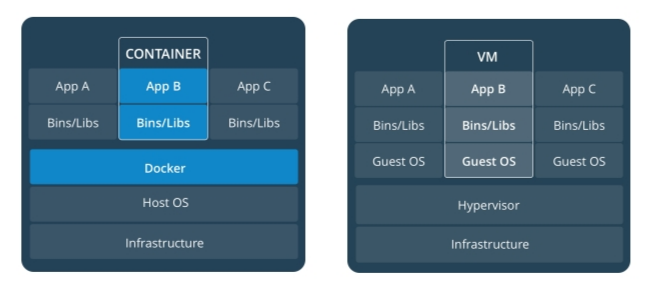 CONTAINER
App A App B App C
Bins/Libs Bins/Libs Bins/Libs
Docker
Host OS
Infrastructure
VM
App A App B App C
Bins/Libs Bins/Libs Bins/Libs
Guest OS Guest OS Guest OS
Hypervisor
Infrastructure